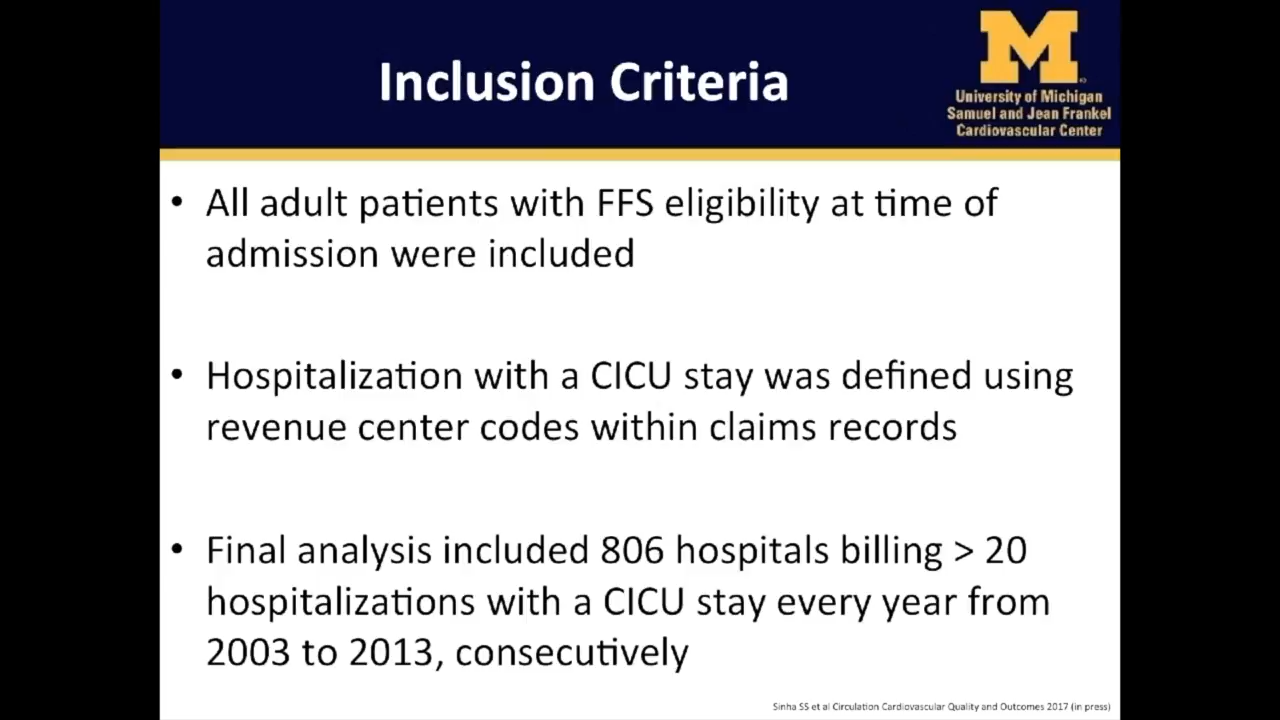 Inclusion Criteria
M
University of Michigan
Samuel and Jean Frankel
Cardiovascular Center
• All adult patients with FFS eligibility at time of
admission were included
• Hospitalization with a CICU stay was defined using
revenue center codes within claims records
• Final analysis included 806 hospitals billing > 20
hospitalizations with a CICU stay every year from
2003 to 2013, consecutively
Sinha SS et al Circulation Cardiovascular Quality and Outcomes 2017 (in press)